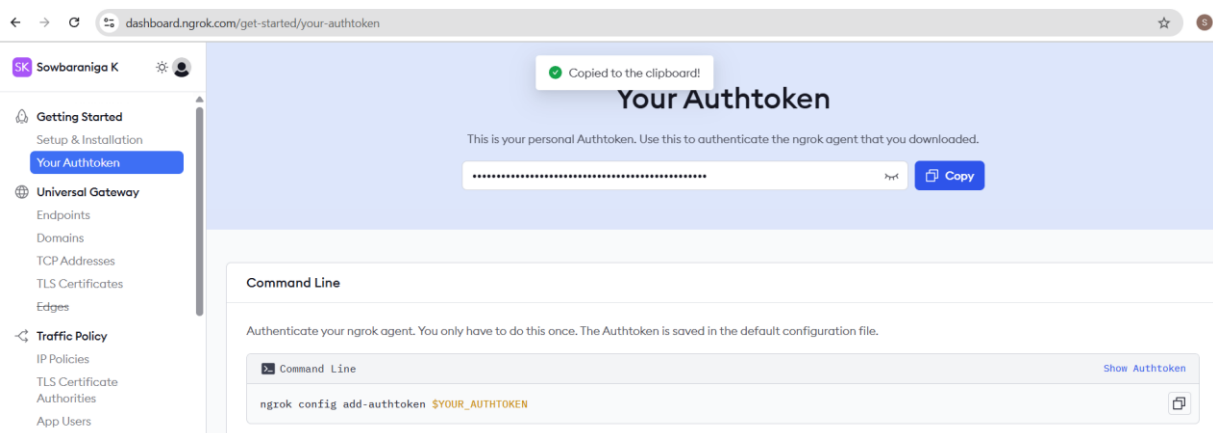 dashboard.ngrok.com/get-started/your-authtoken
S
SK Sowbaraniga K
Getting Started
Setup & Installation
Your Authtoken
Universal Gateway
Endpoints
Domains
TCP Addresses
TLS Certificates
Edges
Traffic Policy
IP Policies
TLS Certificate
Authorities
App Users
Copied to the clipboard!
Your Authtoken
This is your personal Authtoken. Use this to authenticate the ngrok agent that you downloaded.
•••••••••••••••••••••••••••••••••••••••••••••••••
Copy
Command Line
Authenticate your ngrok agent. You only have to do this once. The Authtoken is saved in the default configuration file.
Command Line
Show Authtoken
ngrok config add-authtoken $YOUR_AUTHTOKEN